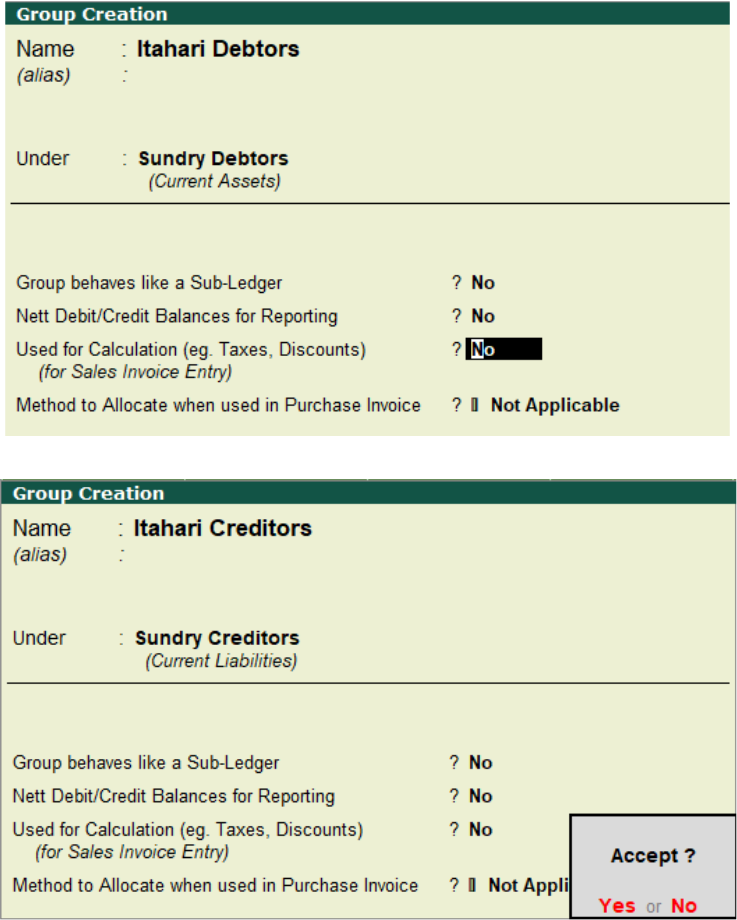 Group Creation
Name : Itahari Debtors
(alias) :
Under : Sundry Debtors
(Current Assets)
Group behaves like a Sub-Ledger ? No
Nett Debit/Credit Balances for Reporting ? No
Used for Calculation (eg. Taxes, Discounts) ? No
(for Sales Invoice Entry)
Method to Allocate when used in Purchase Invoice ? Not Applicable
Group Creation
Name : Itahari Creditors
(alias) :
Under : Sundry Creditors
(Current Liabilities)
Group behaves like a Sub-Ledger ? No
Nett Debit/Credit Balances for Reporting ? No
Used for Calculation (eg. Taxes, Discounts) ? No
(for Sales Invoice Entry)
Accept ?
Method to Allocate when used in Purchase Invoice ? Not Appli
Yes or No